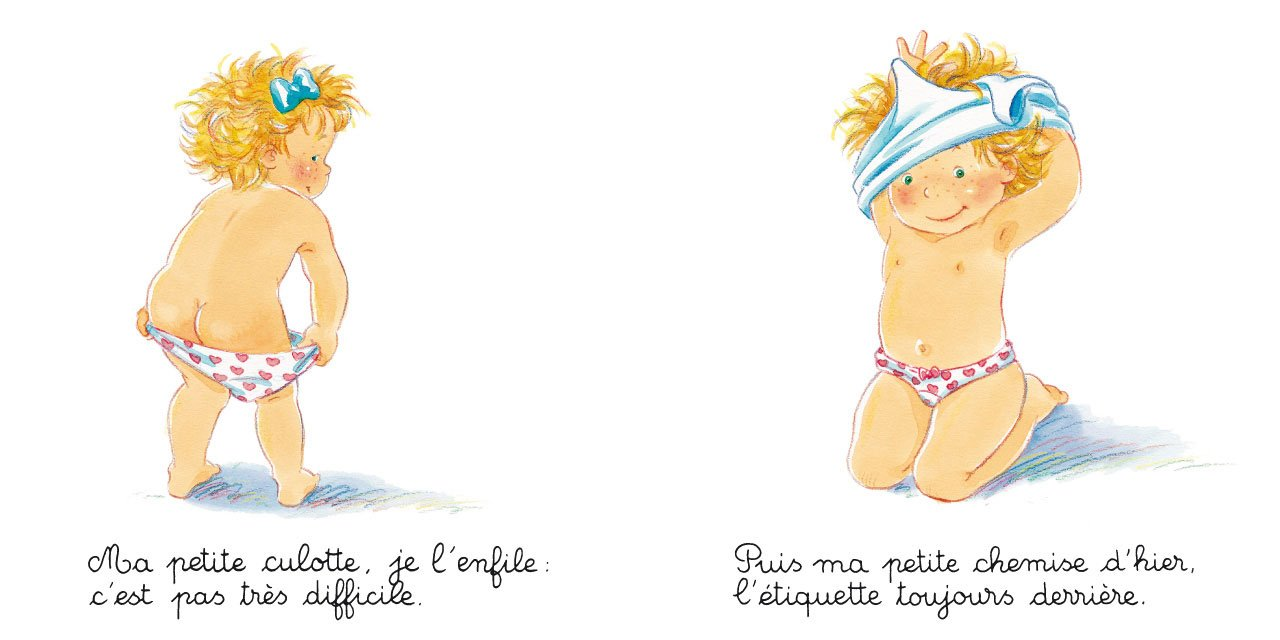 Ma petite culotte, je l'enfile :
c'est pas très difficile.
Puis ma petite chemise d'hier,
l'étiquette toujours derrière.